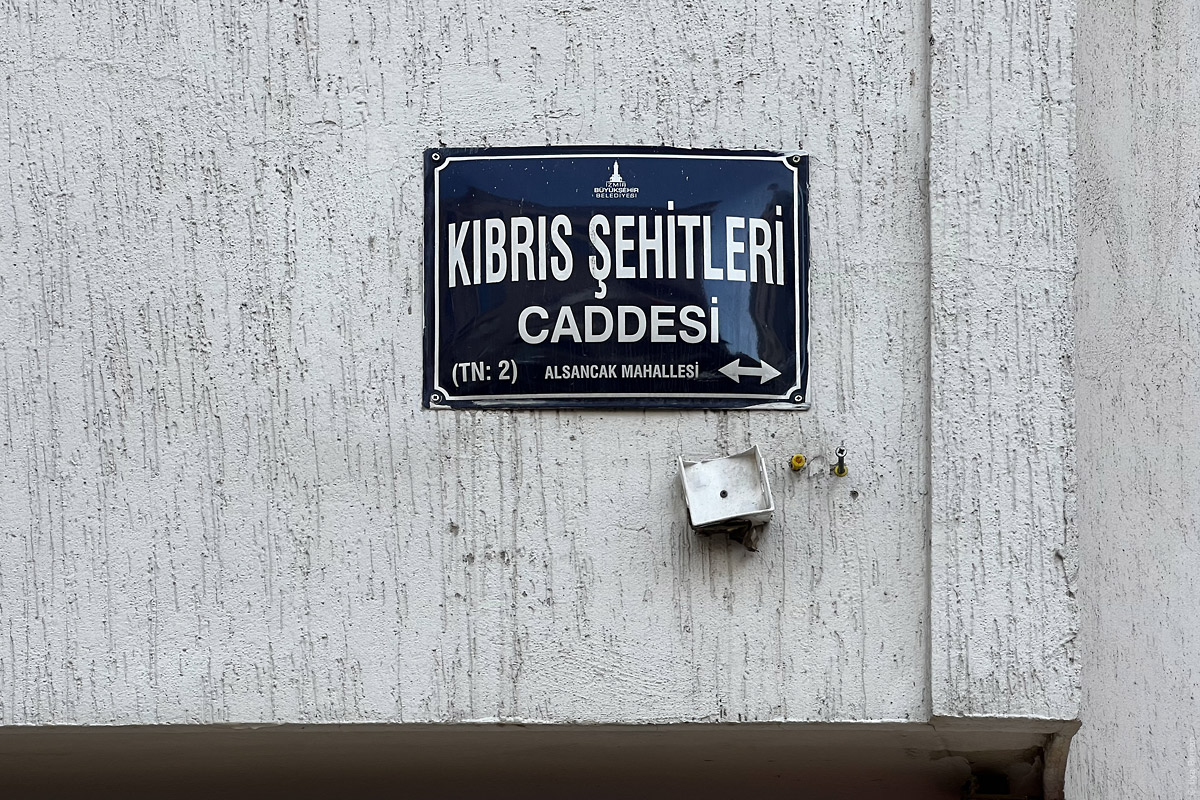 İZMİR
BÜYÜKŞEHİR
BELEDİYESİ
KIBRIS ŞEHİTLERİ
CADDESİ
(TN: 2) ALSANCAK MAHALLESİ